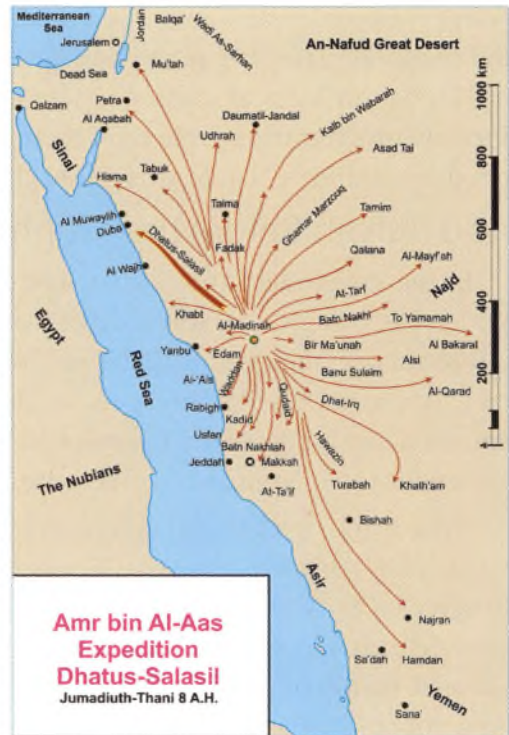 Mediterranean
Sea
Jordan
Balqa'
Wadi As-Sarhan
An-Nafud Great Desert
Jerusalem
Dead Sea
Mu'tah
Petra
Qalzam
Al Aqabah
Daumatil-Jandal
Kalb bin Wabarah
Udhrah
Asad Tai
Sinai
Hisma
Tabuk
Taima
Ghamar Marzouq
Tamim
Al Muwaylih
Duba
Dhatus-Salasil
Fadak
Qatana
Al-Mayf'ah
Al Wajh
At-Tarf
Najd
Egypt
Khabt
Al-Madinah
Batn Nakhl
To Yamamah
Red Sea
Yanbu
Edam
Bir Ma'unah
Al Bakarat
Waddan
Banu Sulaim
Alsi
Al-'Ais
Qudaid
Dhat-Irq
Al-Qarad
Rabigh
Kadid
Usfan
Hawazin
Batn Nakhlah
The Nubians
Jeddah
Makkah
At-Ta'if
Turabah
Khath'am
Bishah
Asir
Najran
Sa'dah
Hamdan
Yemen
Sana'
1000 km
800
600
400
200
Amr bin Al-Aas
Expedition
Dhatus-Salasil
Jumadiuth-Thani 8 A.H.